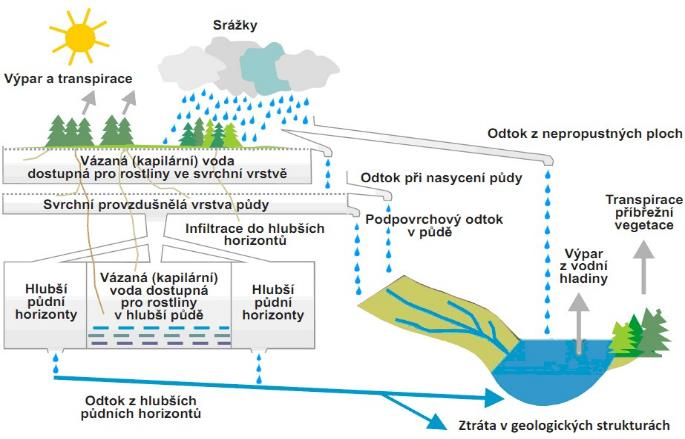 Srážky
Výpar a transpirace
Odtok z nepropustných ploch
Vázaná (kapilární) voda
dostupná pro rostliny ve svrchní vrstvě
Odtok při nasycení půdy
Svrchní provzdušnělá vrstva půdy
Transpirace
příbřežní
vegetace
Podpovrchový odtok
v půdě
Infiltrace do hlubších
horizontů
Výpar
z vodní
hladiny
Hlubší
půdní
horizonty
Vázaná (kapilární)
voda dostupná
pro rostliny
v hlubší půdě
Hlubší
půdní
horizonty
Odtok z hlubších
půdních horizontů
Ztráta v geologických strukturách